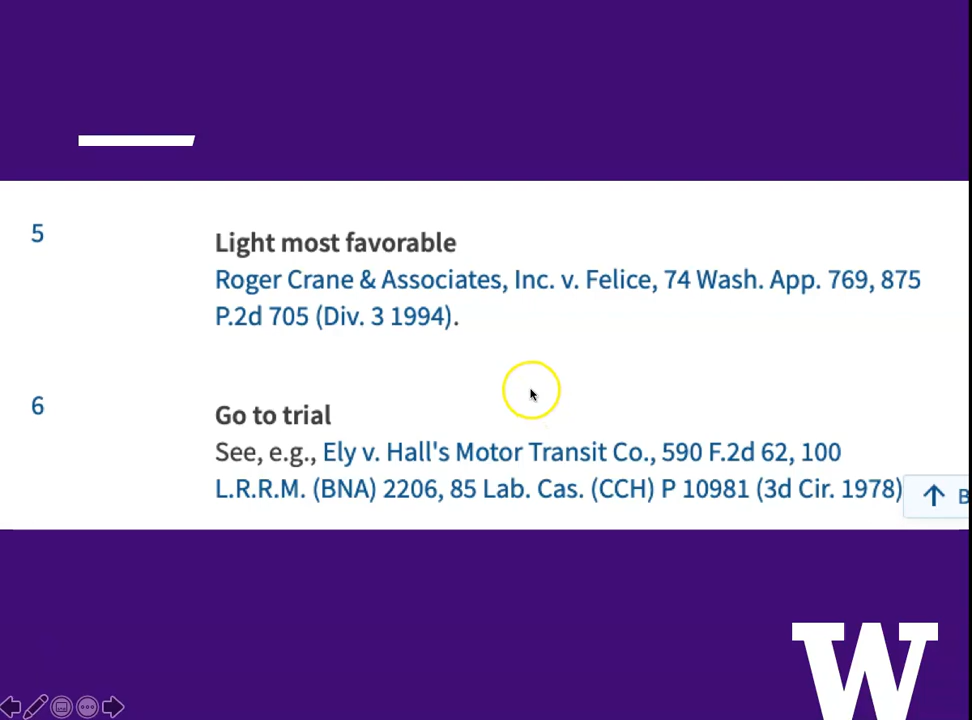 5
Light most favorable
Roger Crane & Associates, Inc. v. Felice, 74 Wash. App. 769, 875
P.2d 705 (Div. 3 1994).
6
Go to trial
See, e.g., Ely v. Hall's Motor Transit Co., 590 F.2d 62, 100
L.R.R.M. (BNA) 2206, 85 Lab. Cas. (CCH) P 10981 (3d Cir. 1978)
B
W